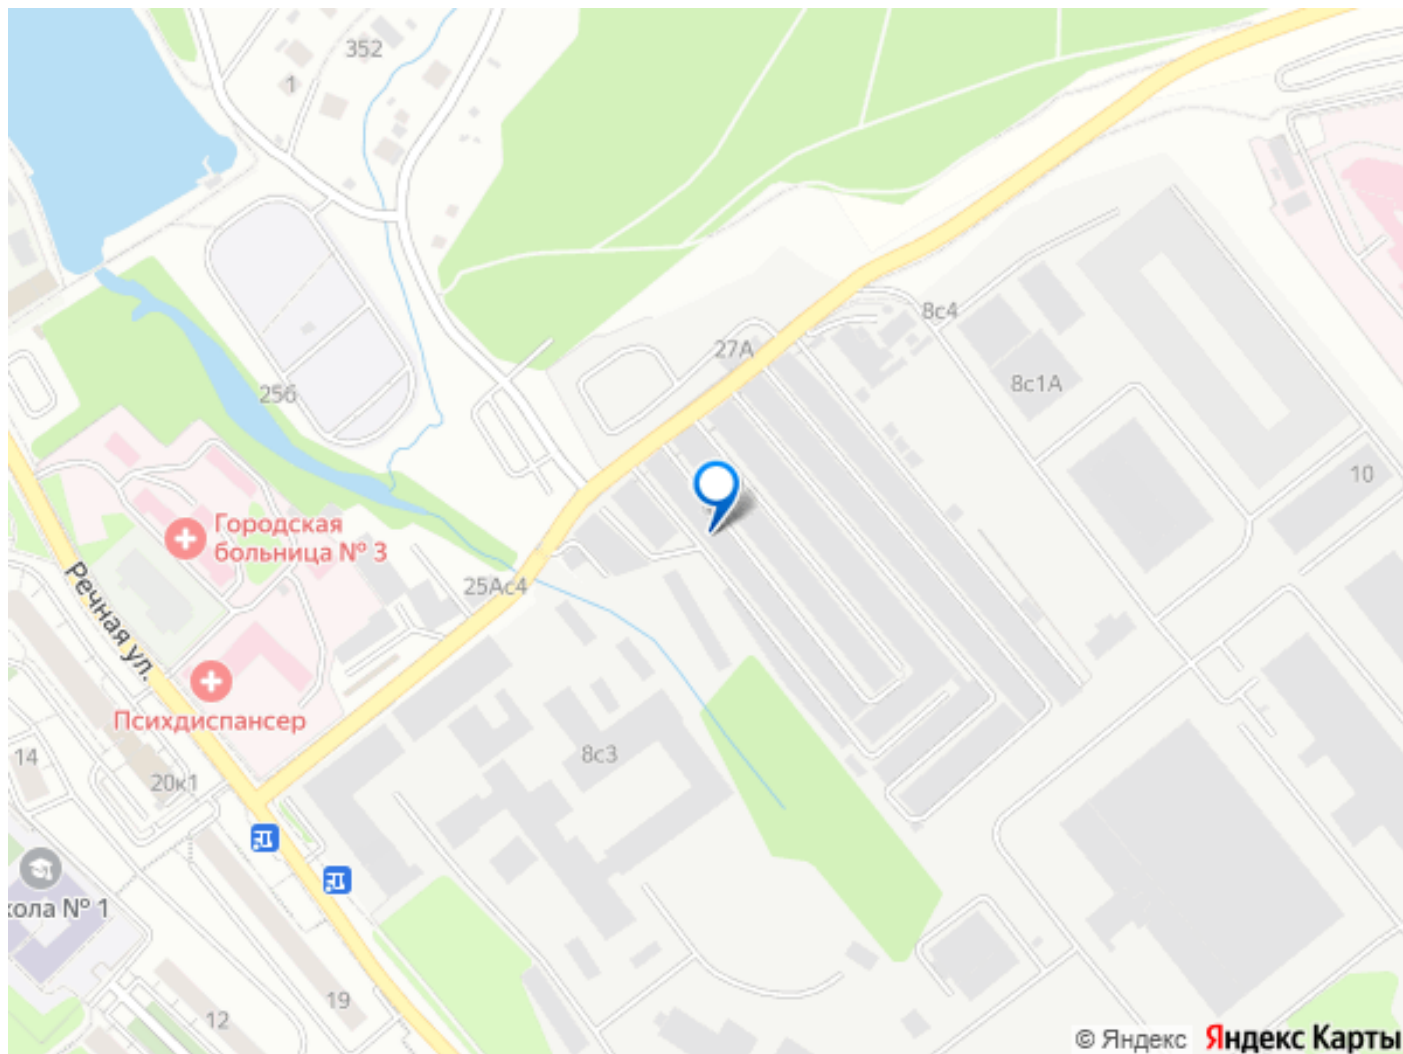 352
1
8с4
27А
8с1А
256
10
Городская
больница № 3
25Ас4
Речная ул.
Психдиспансер
8с3
14
20к1
кола № 1
19
12
© Яндекс Яндекс Карты